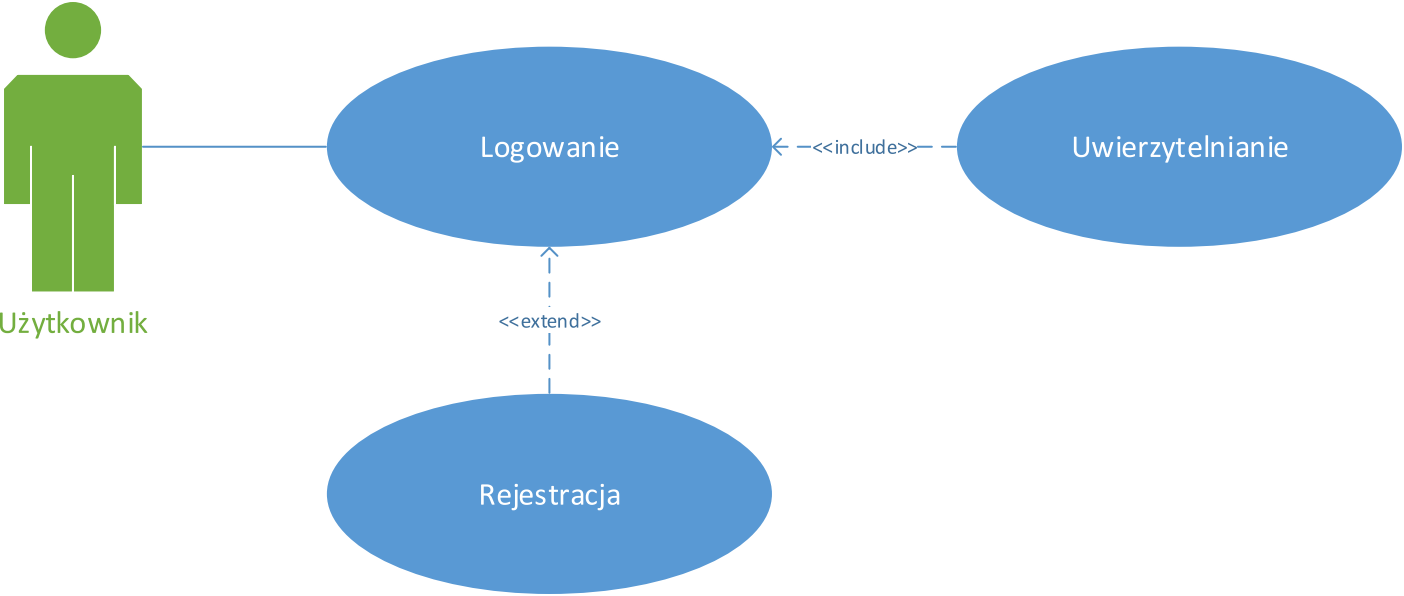 Logowanie
<<include>>
Uwierzytelnianie
Użytkownik
<<extend>>
Rejestracja